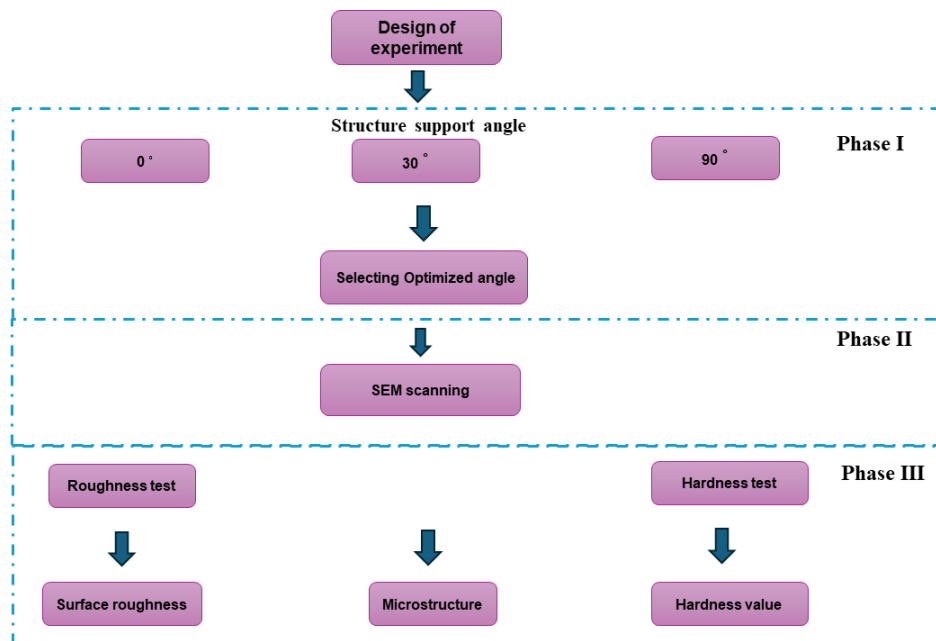 Design of
experiment
Structure support angle
Phase I
0 °
30 °
90 °
Selecting Optimized angle
Phase II
SEM scanning
Phase III
Roughness test
Hardness test
Surface roughness
Microstructure
Hardness value